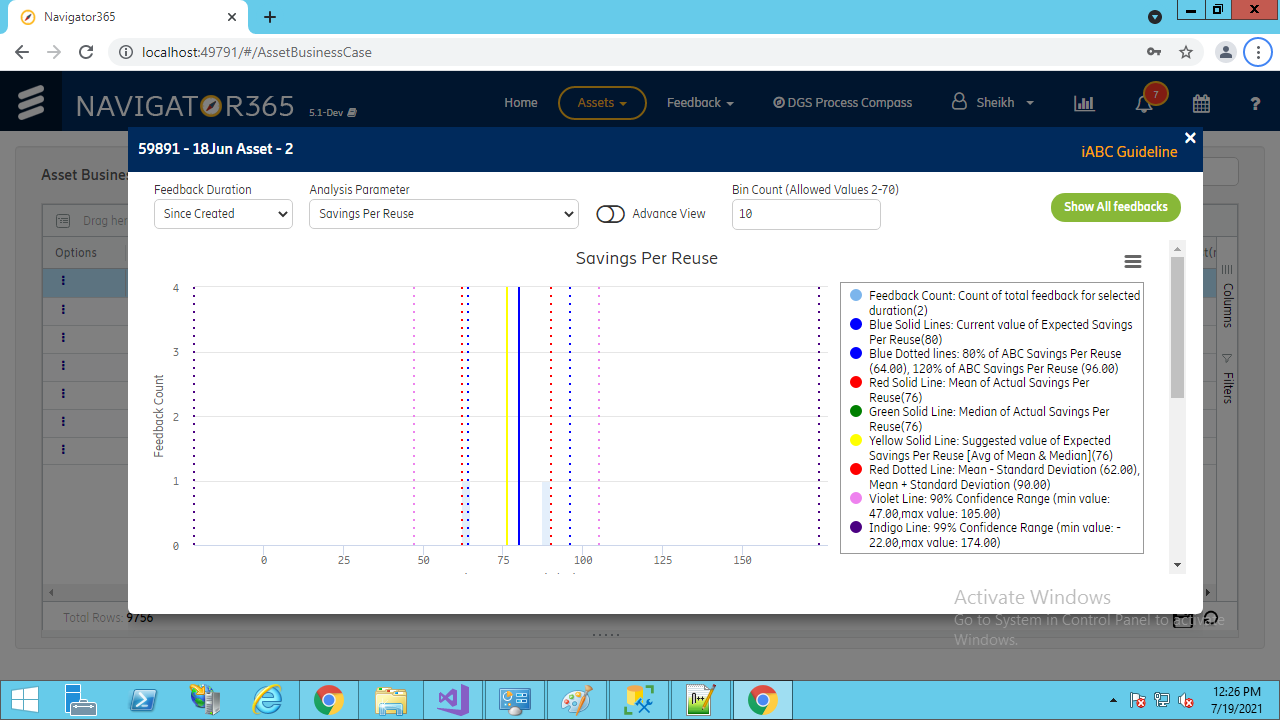 Navigator365
localhost:49791/#/AssetBusinessCase
NAVIGATOR365 5.1-Dev
Home Assets Feedback DGS Process Compass Sheikh 7 ?
59891 - 18Jun Asset - 2
iABC Guideline
Asset Busines
Feedback Duration
Analysis Parameter
Bin Count (Allowed Values 2-70)
Since Created
Savings Per Reuse
Advance View
10
Show All feedbacks
Drag her
Options
Columns
Filters
Savings Per Reuse
Feedback Count
4
3
2
1
0
0 25 50 75 100 125 150
Feedback Count: Count of total feedback for selected
duration(2)
Blue Solid Lines: Current value of Expected Savings
Per Reuse(80)
Blue Dotted lines: 80% of ABC Savings Per Reuse
(64.00), 120% of ABC Savings Per Reuse (96.00)
Red Solid Line: Mean of Actual Savings Per
Reuse(76)
Green Solid Line: Median of Actual Savings Per
Reuse(76)
Yellow Solid Line: Suggested value of Expected
Savings Per Reuse [Avg of Mean & Median](76)
Red Dotted Line: Mean - Standard Deviation (62.00),
Mean + Standard Deviation (90.00)
Violet Line: 90% Confidence Range (min value:
47.00,max value: 105.00)
Indigo Line: 99% Confidence Range (min value: -
22.00,max value: 174.00)
Total Rows: 9756
Activate Windows
Go to System in Control Panel to activate
Windows.
12:26 PM
7/19/2021